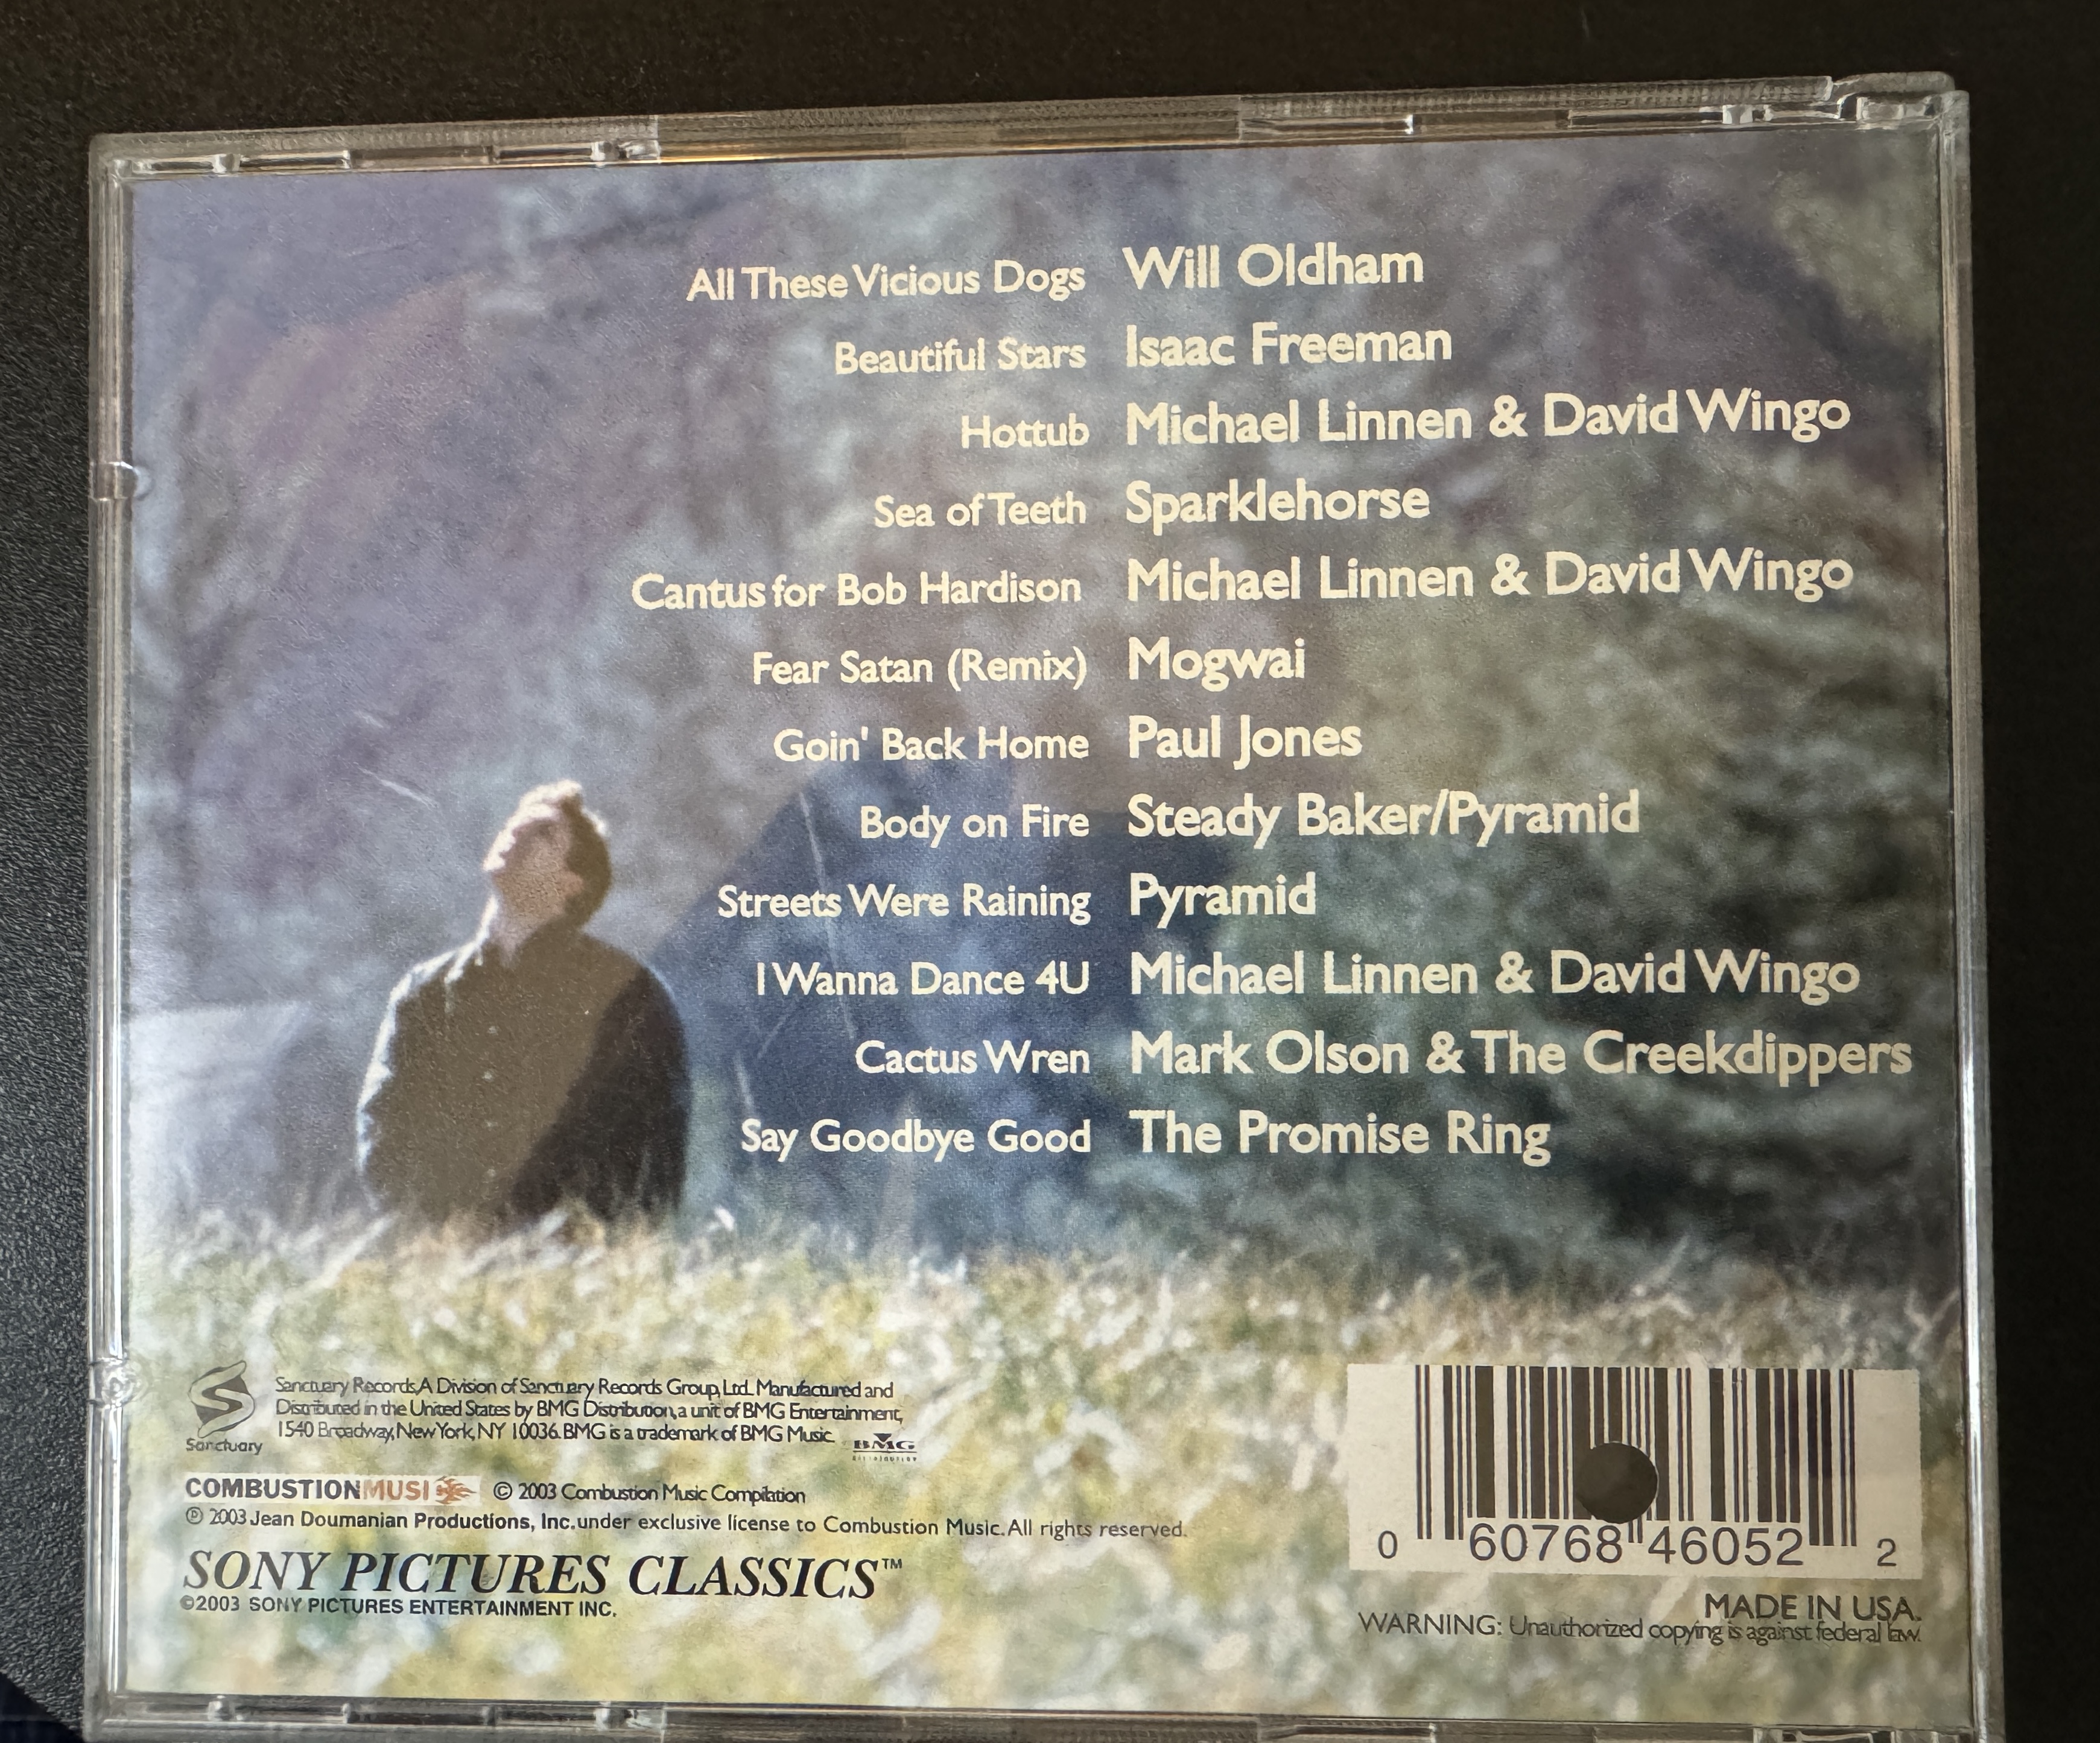 All These Vicious Dogs Will Oldham
Beautiful Stars Isaac Freeman
Hottub Michael Linnen & David Wingo
Sea of Teeth Sparklehorse
Cantus for Bob Hardison Michael Linnen & David Wingo
Fear Satan (Remix) Mogwai
Goin' Back Home Paul Jones
Body on Fire Steady Baker/Pyramid
Streets Were Raining Pyramid
I Wanna Dance 4U Michael Linnen & David Wingo
Cactus Wren Mark Olson & The Creekdippers
Say Goodbye Good The Promise Ring
Sanctuary
Sanctuary Records, A Division of Sanctuary Records Group, Ltd. Manufactured and
Distributed in the United States by BMG Distribution, a unit of BMG Entertainment,
1540 Broadway, New York, NY 10036. BMG is a trademark of BMG Music.
BMG
DISTRIBUTION
COMBUSTIONMUSI © 2003 Combustion Music Compilation
℗ 2003 Jean Doumanian Productions, Inc. under exclusive license to Combustion Music. All rights reserved.
SONY PICTURES CLASSICS™
©2003 SONY PICTURES ENTERTAINMENT INC.
0 60768 46052 2
MADE IN USA.
WARNING: Unauthorized copying is against federal law.